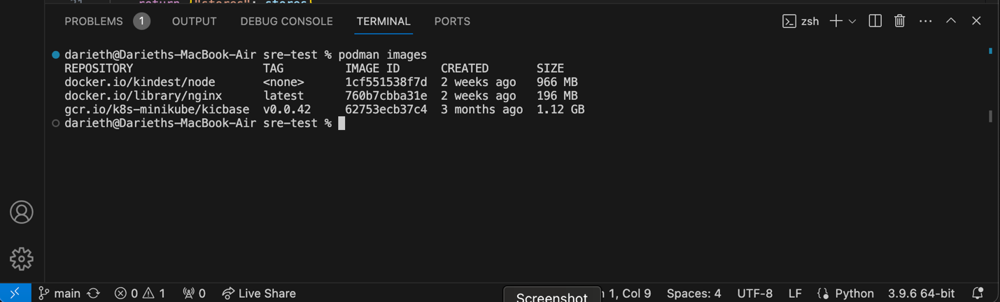 return {"stores": stores}
PROBLEMS 1 OUTPUT DEBUG CONSOLE TERMINAL PORTS zsh
darieth@Darieths-MacBook-Air sre-test % podman images
REPOSITORY TAG IMAGE ID CREATED SIZE
docker.io/kindest/node <none> 1cf551538f7d 2 weeks ago 966 MB
docker.io/library/nginx latest 760b7cbba31e 2 weeks ago 196 MB
gcr.io/k8s-minikube/kicbase v0.0.42 62753ecb37c4 3 months ago 1.12 GB
darieth@Darieths-MacBook-Air sre-test %
main 0 1 0 Live Share Screenshot 1, Col 9 Spaces: 4 UTF-8 LF Python 3.9.6 64-bit